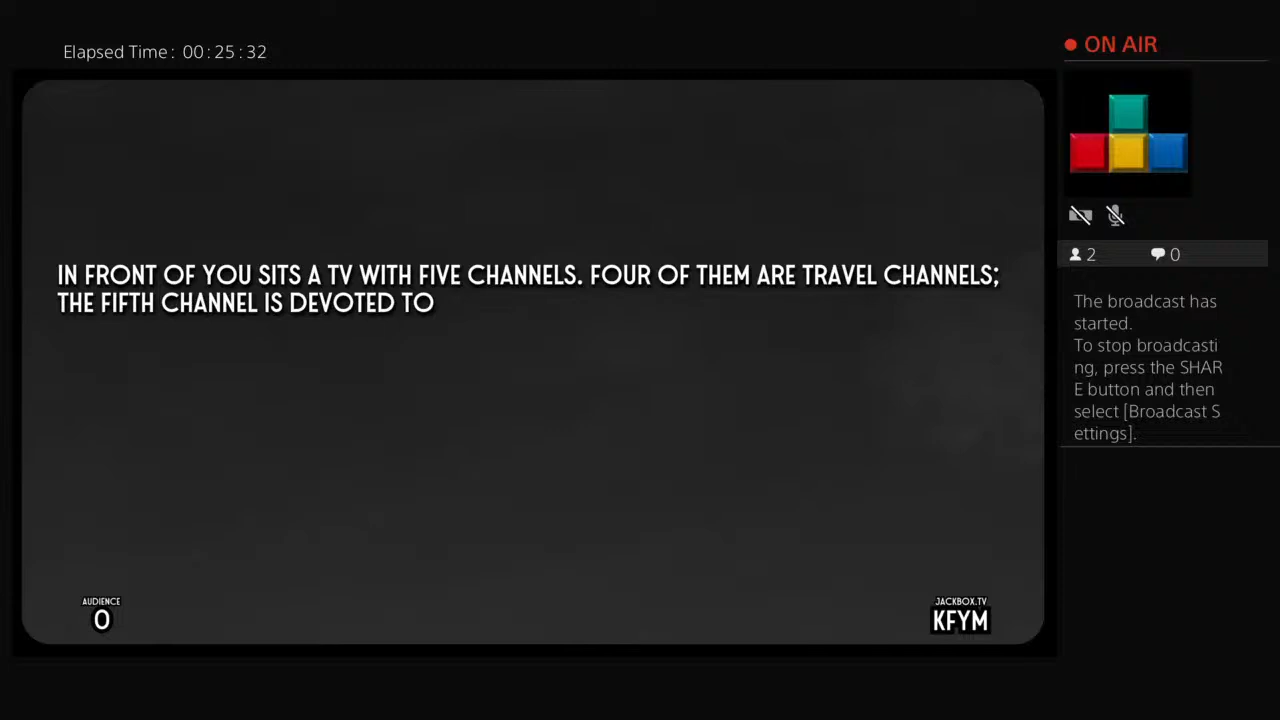 Elapsed Time: 00:25:32
ON AIR
2 0
IN FRONT OF YOU SITS A TV WITH FIVE CHANNELS. FOUR OF THEM ARE TRAVEL CHANNELS;
THE FIFTH CHANNEL IS DEVOTED TO
The broadcast has
started.
To stop broadcasti
ng, press the SHAR
E button and then
select [Broadcast S
ettings].
AUDIENCE
0
JACKBOX.TV
KFYM